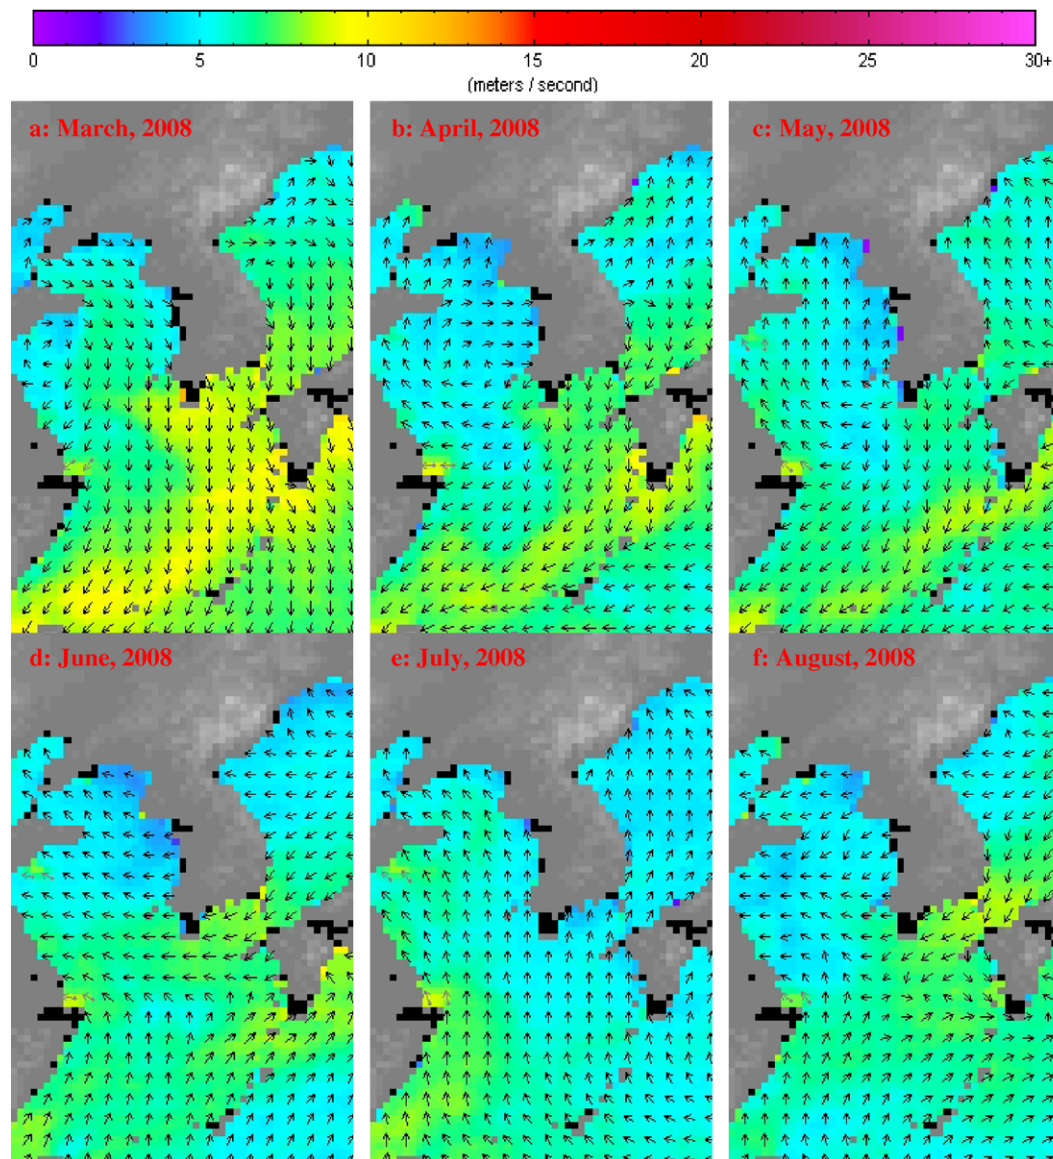 0 5 10 15 20 25 30+
(meters / second)
a: March, 2008 b: April, 2008 c: May, 2008
d: June, 2008 e: July, 2008 f: August, 2008